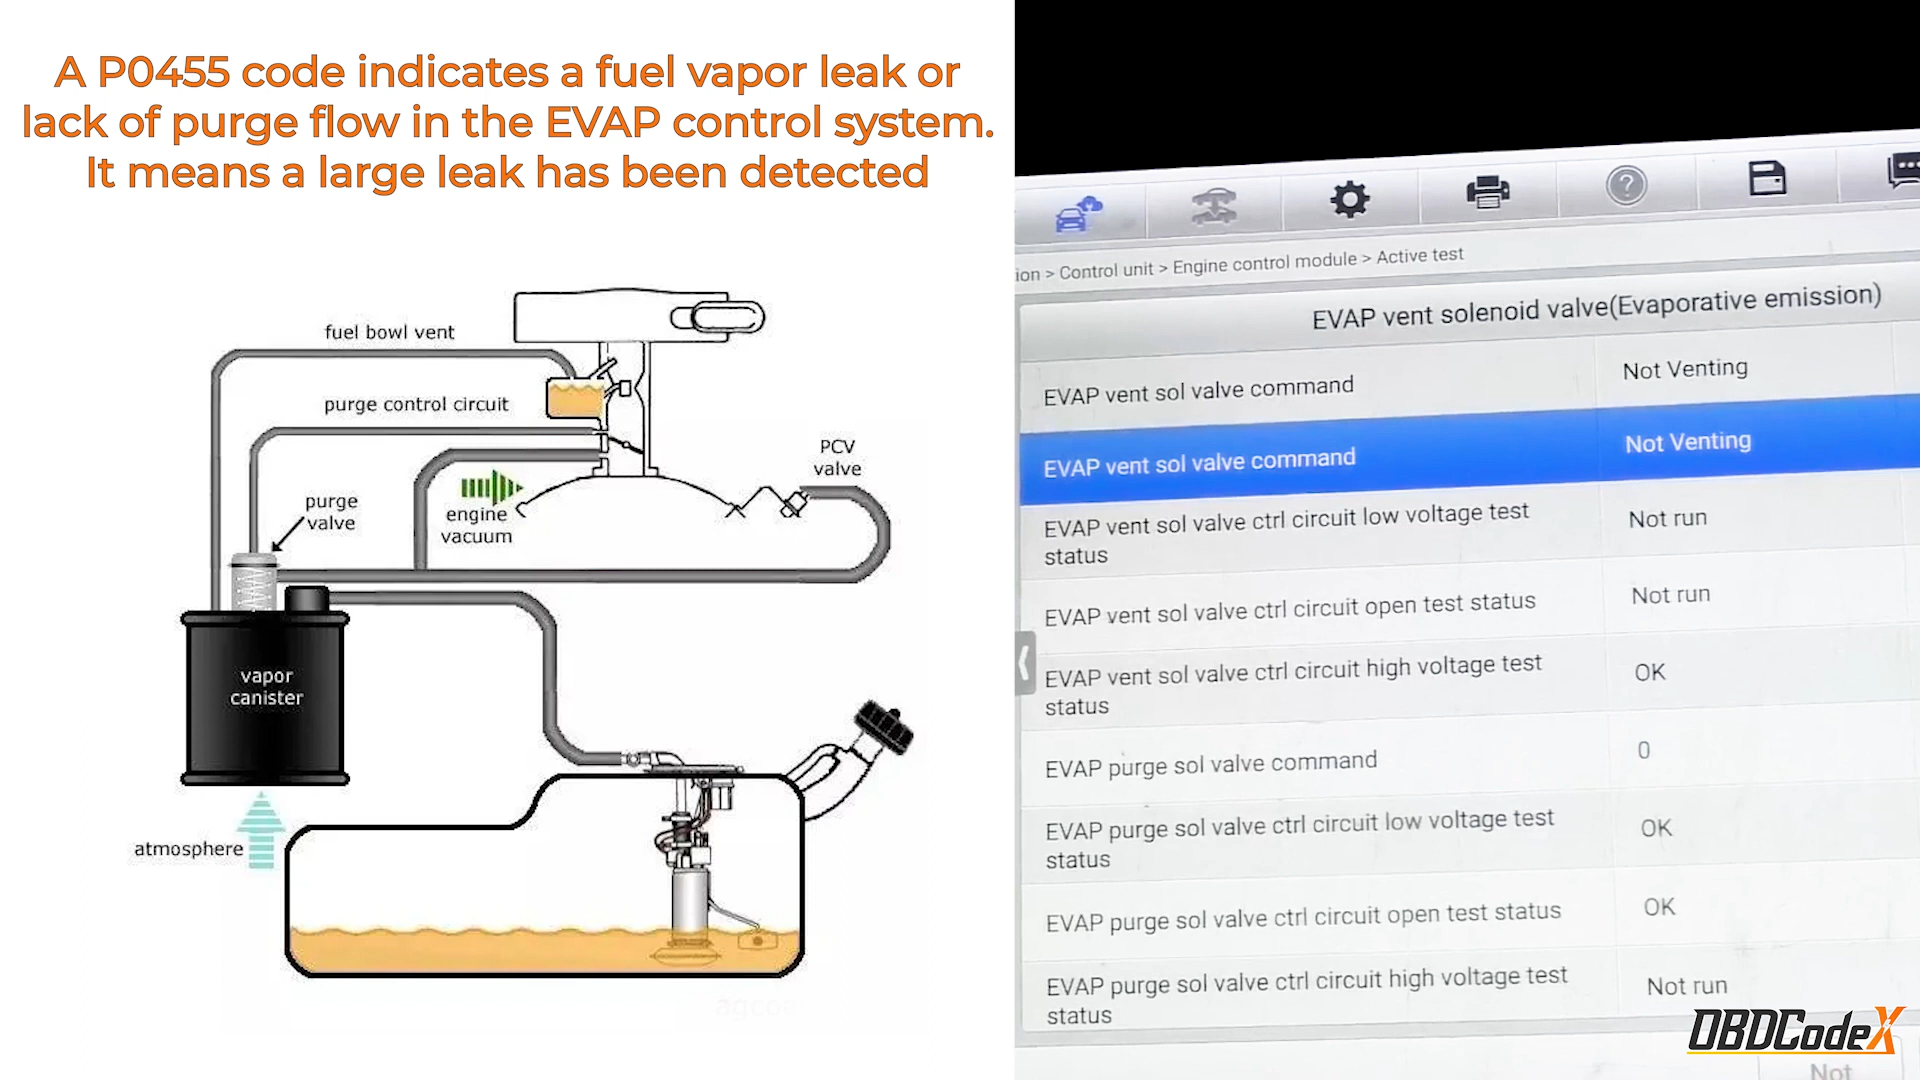 A P0455 code indicates a fuel vapor leak or
lack of purge flow in the EVAP control system.
It means a large leak has been detected
fuel bowl vent
purge control circuit
PCV
valve
purge
valve
engine
vacuum
vapor
canister
atmosphere
ion > Control unit > Engine control module > Active test
EVAP vent solenoid valve(Evaporative emission)
EVAP vent sol valve command Not Venting
EVAP vent sol valve command Not Venting
EVAP vent sol valve ctrl circuit low voltage test Not run
status
EVAP vent sol valve ctrl circuit open test status Not run
EVAP vent sol valve ctrl circuit high voltage test OK
status
EVAP purge sol valve command 0
EVAP purge sol valve ctrl circuit low voltage test OK
status
EVAP purge sol valve ctrl circuit open test status OK
EVAP purge sol valve ctrl circuit high voltage test Not run
status
OBDCodeX
Not